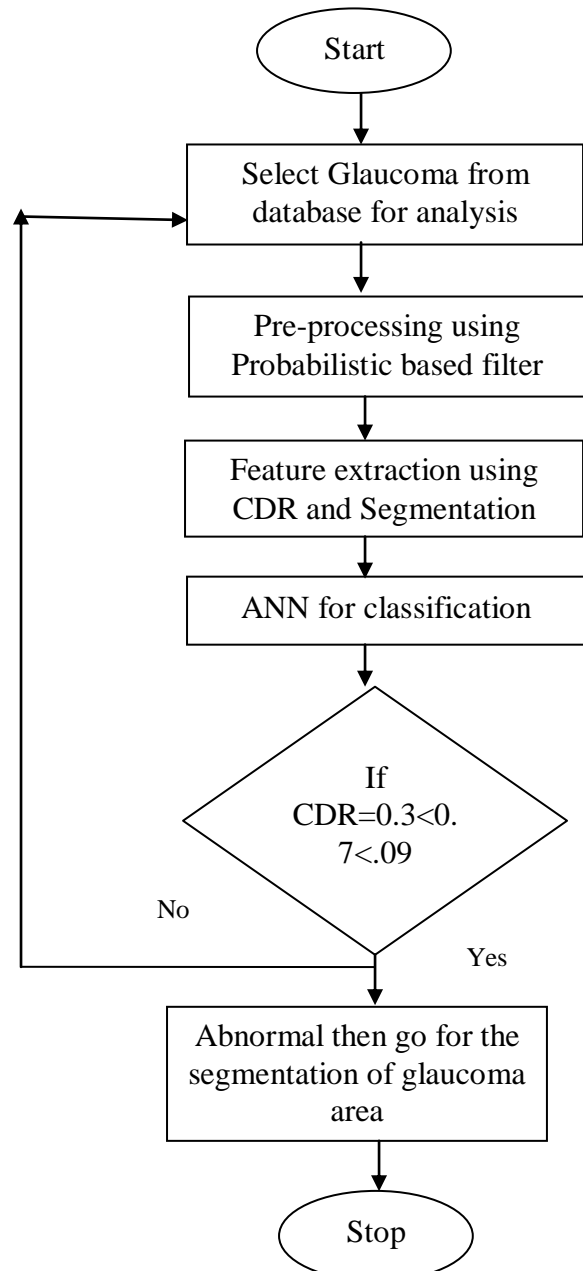 Start
Select Glaucoma from
database for analysis
Pre-processing using
Probabilistic based filter
Feature extraction using
CDR and Segmentation
ANN for classification
If
CDR=0.3<0.
7<.09
No
Yes
Abnormal then go for the
segmentation of glaucoma
area
Stop